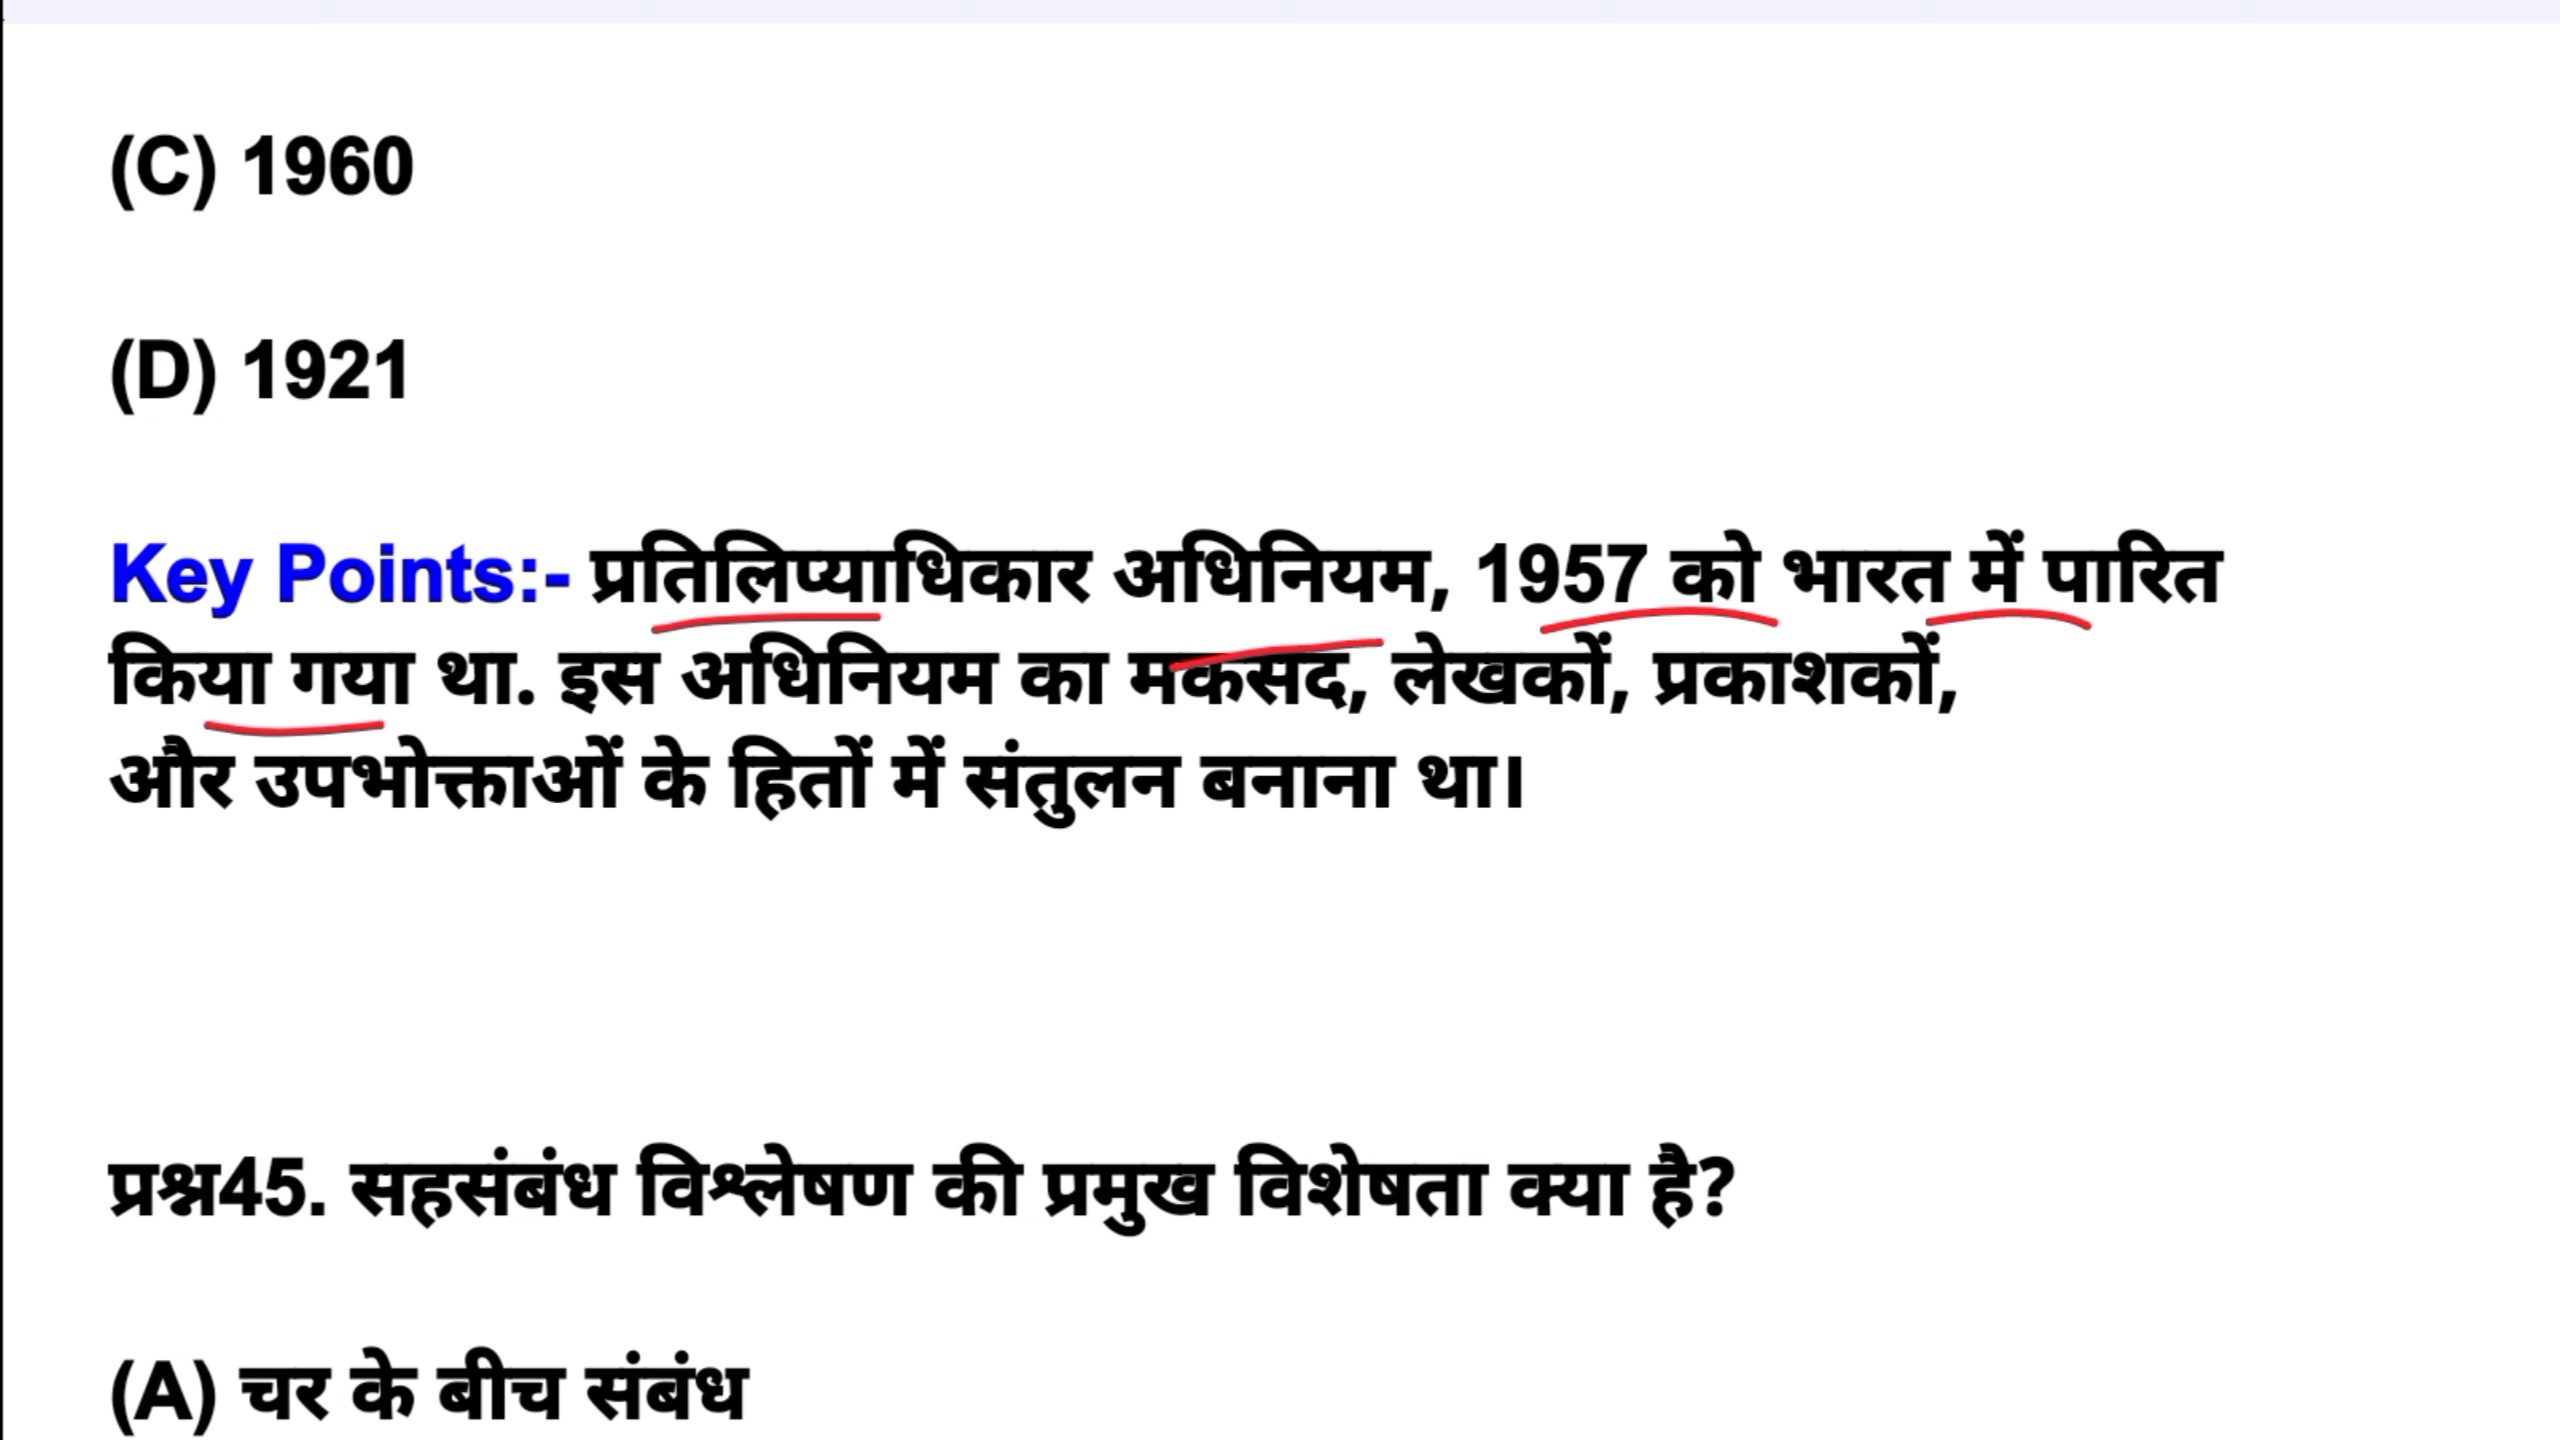 (C) 1960
(D) 1921
Key Points:- प्रतिलिप्याधिकार अधिनियम, 1957 को भारत में पारित
किया गया था. इस अधिनियम का मकसद, लेखकों, प्रकाशकों,
और उपभोक्ताओं के हितों में संतुलन बनाना था।
प्रश्न45. सहसंबंध विश्लेषण की प्रमुख विशेषता क्या है?
(A) चर के बीच संबंध